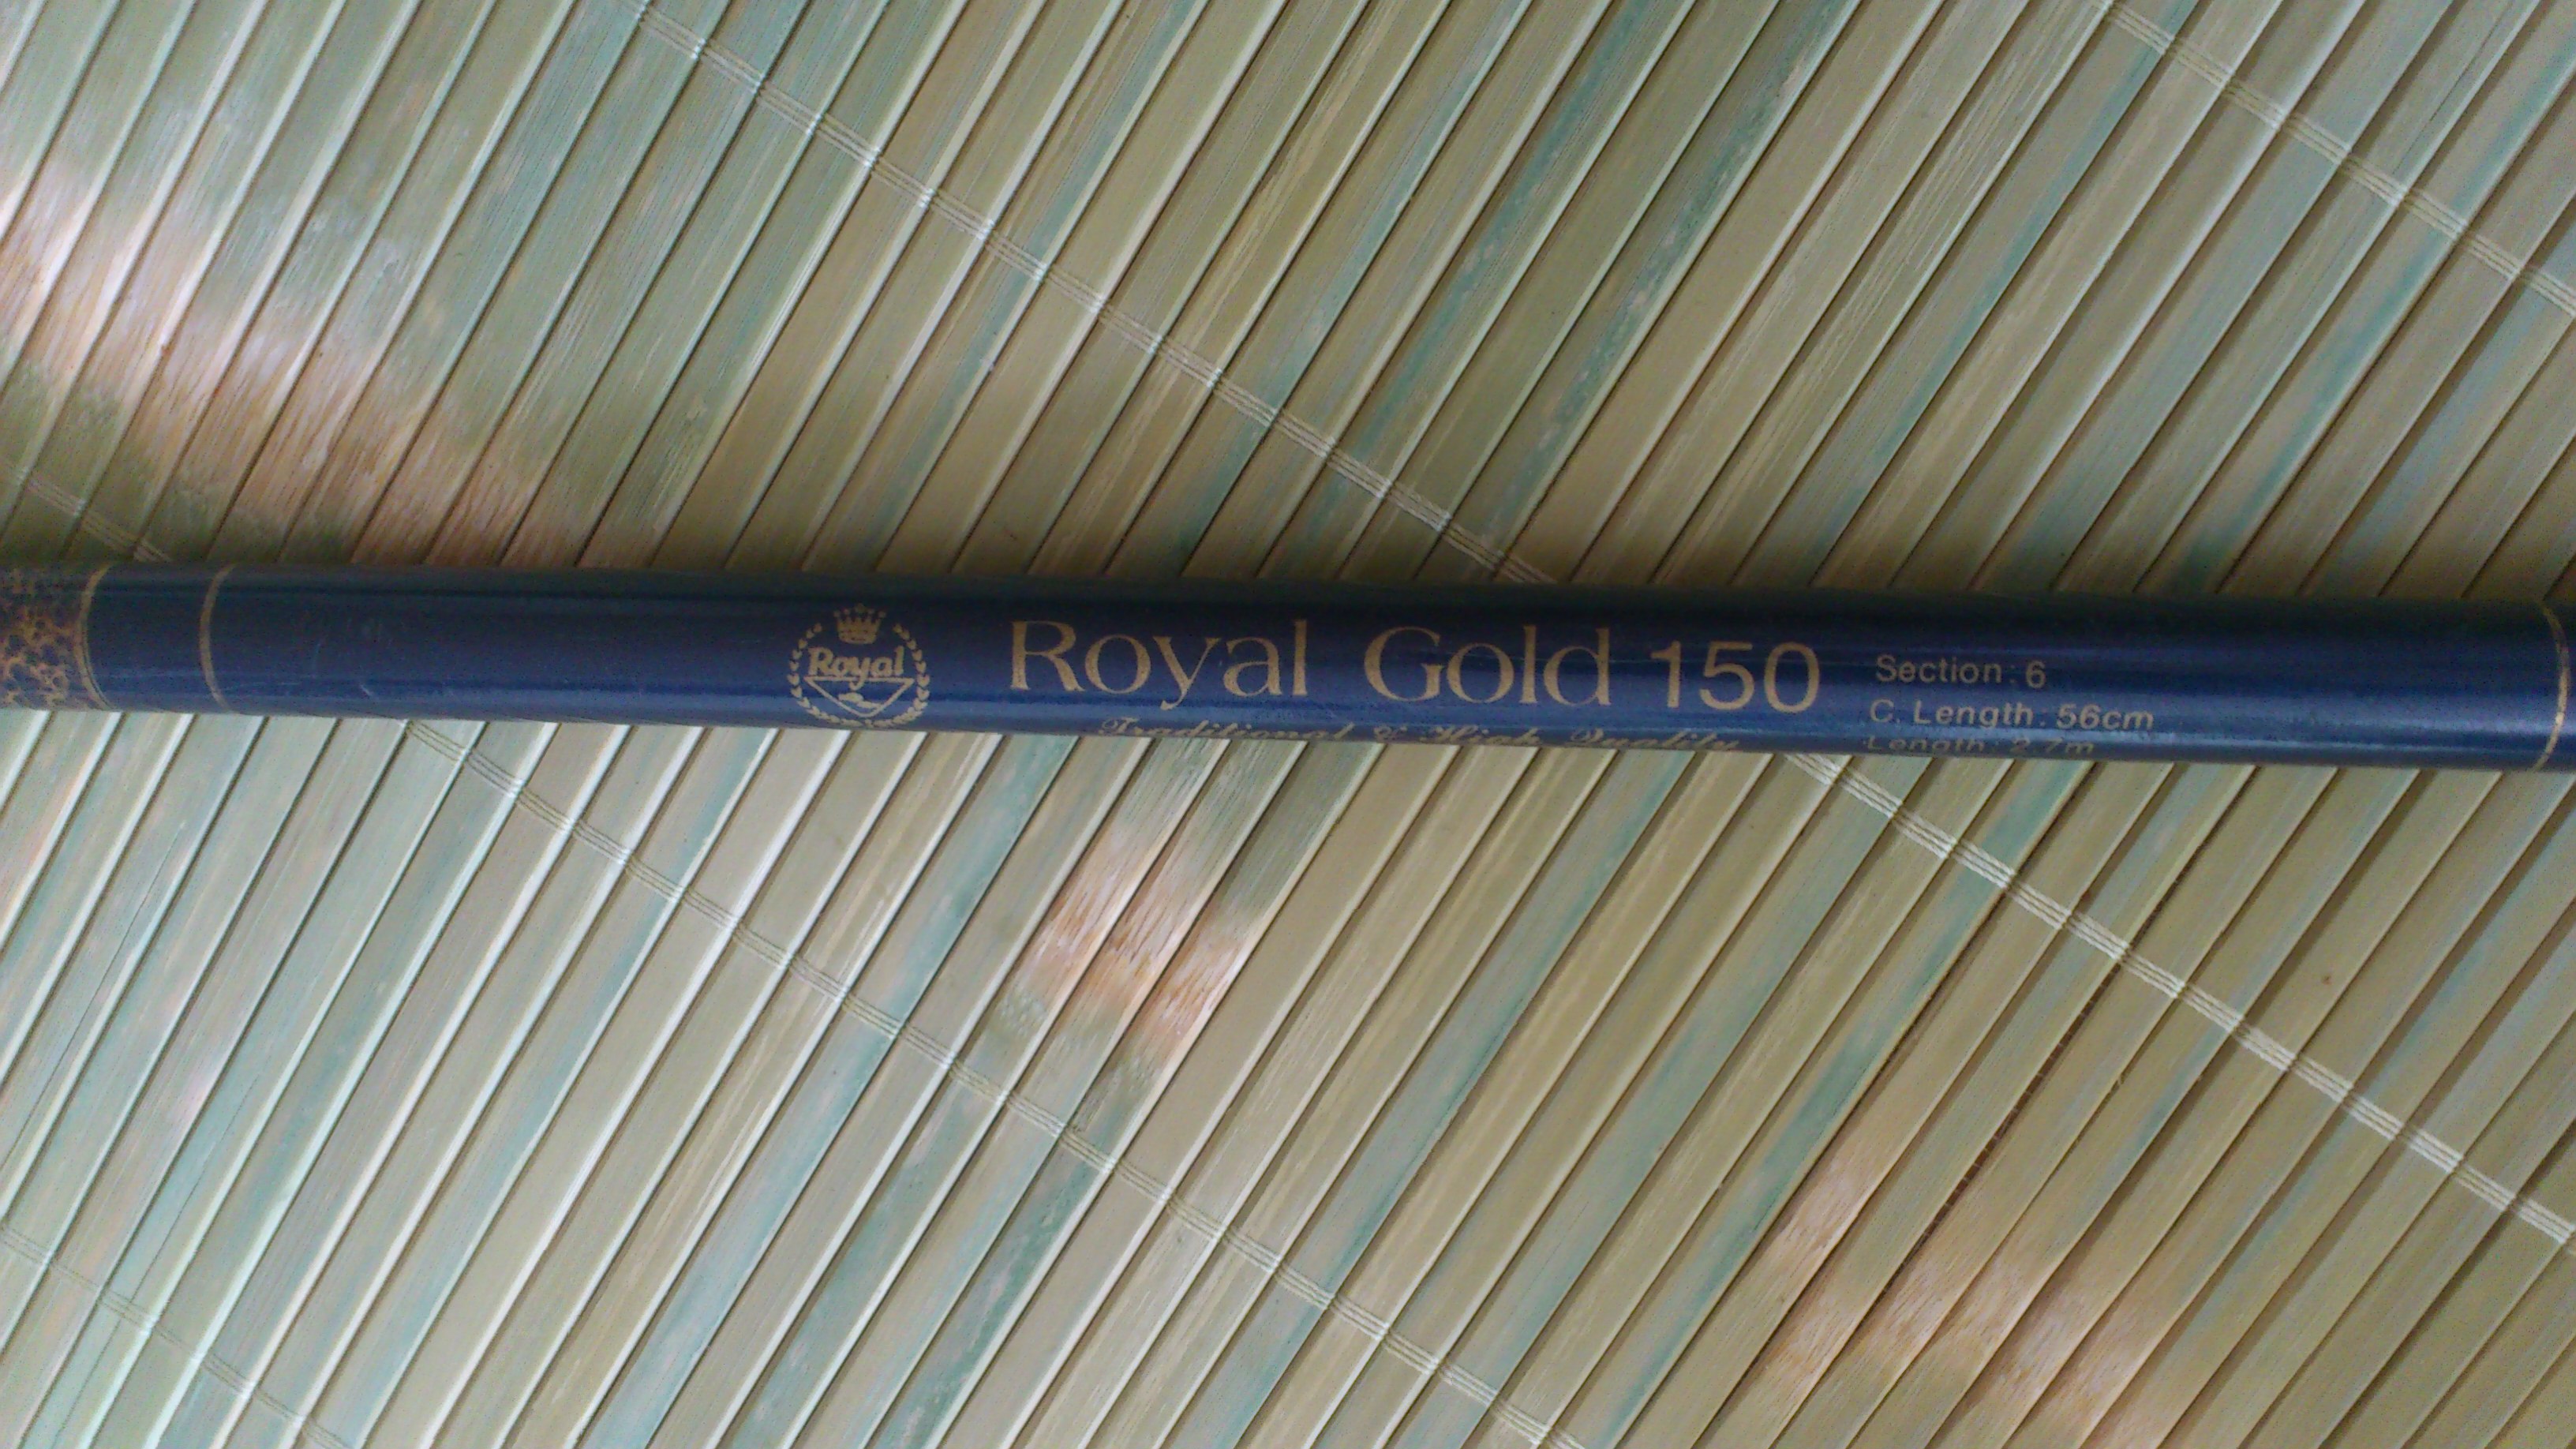 Royal
Royal Gold 150
Traditional & High Quality
Section: 6
C. Length: 56cm
Length: 2.7m